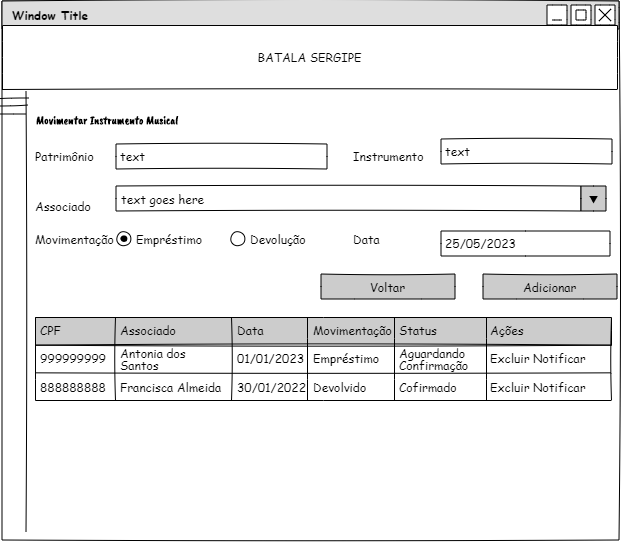 Window Title
BATALA SERGIPE
Movimentar Instrumento Musical
Patrimônio text Instrumento text
Associado text goes here
Movimentação Empréstimo Devolução Data 25/05/2023
Voltar Adicionar
CPF Associado Data Movimentação Status Ações
999999999 Antonia dos Santos 01/01/2023 Empréstimo Aguardando Confirmação Excluir Notificar
888888888 Francisca Almeida 30/01/2022 Devolvido Cofirmado Excluir Notificar